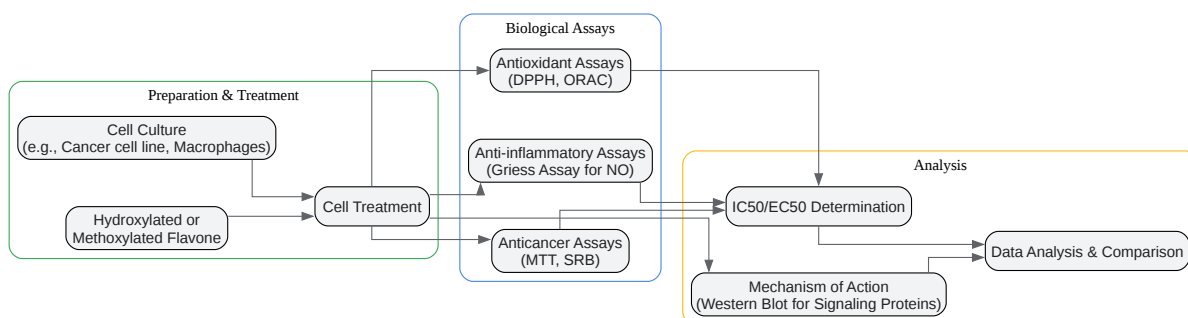 Preparation & Treatment
Cell Culture
(e.g., Cancer cell line, Macrophages)
Hydroxylated or
Methoxylated Flavone
Cell Treatment
Biological Assays
Antioxidant Assays
(DPPH, ORAC)
Anti-inflammatory Assays
(Griess Assay for NO)
Anticancer Assays
(MTT, SRB)
Analysis
IC50/EC50 Determination
Mechanism of Action
(Western Blot for Signaling Proteins)
Data Analysis & Comparison